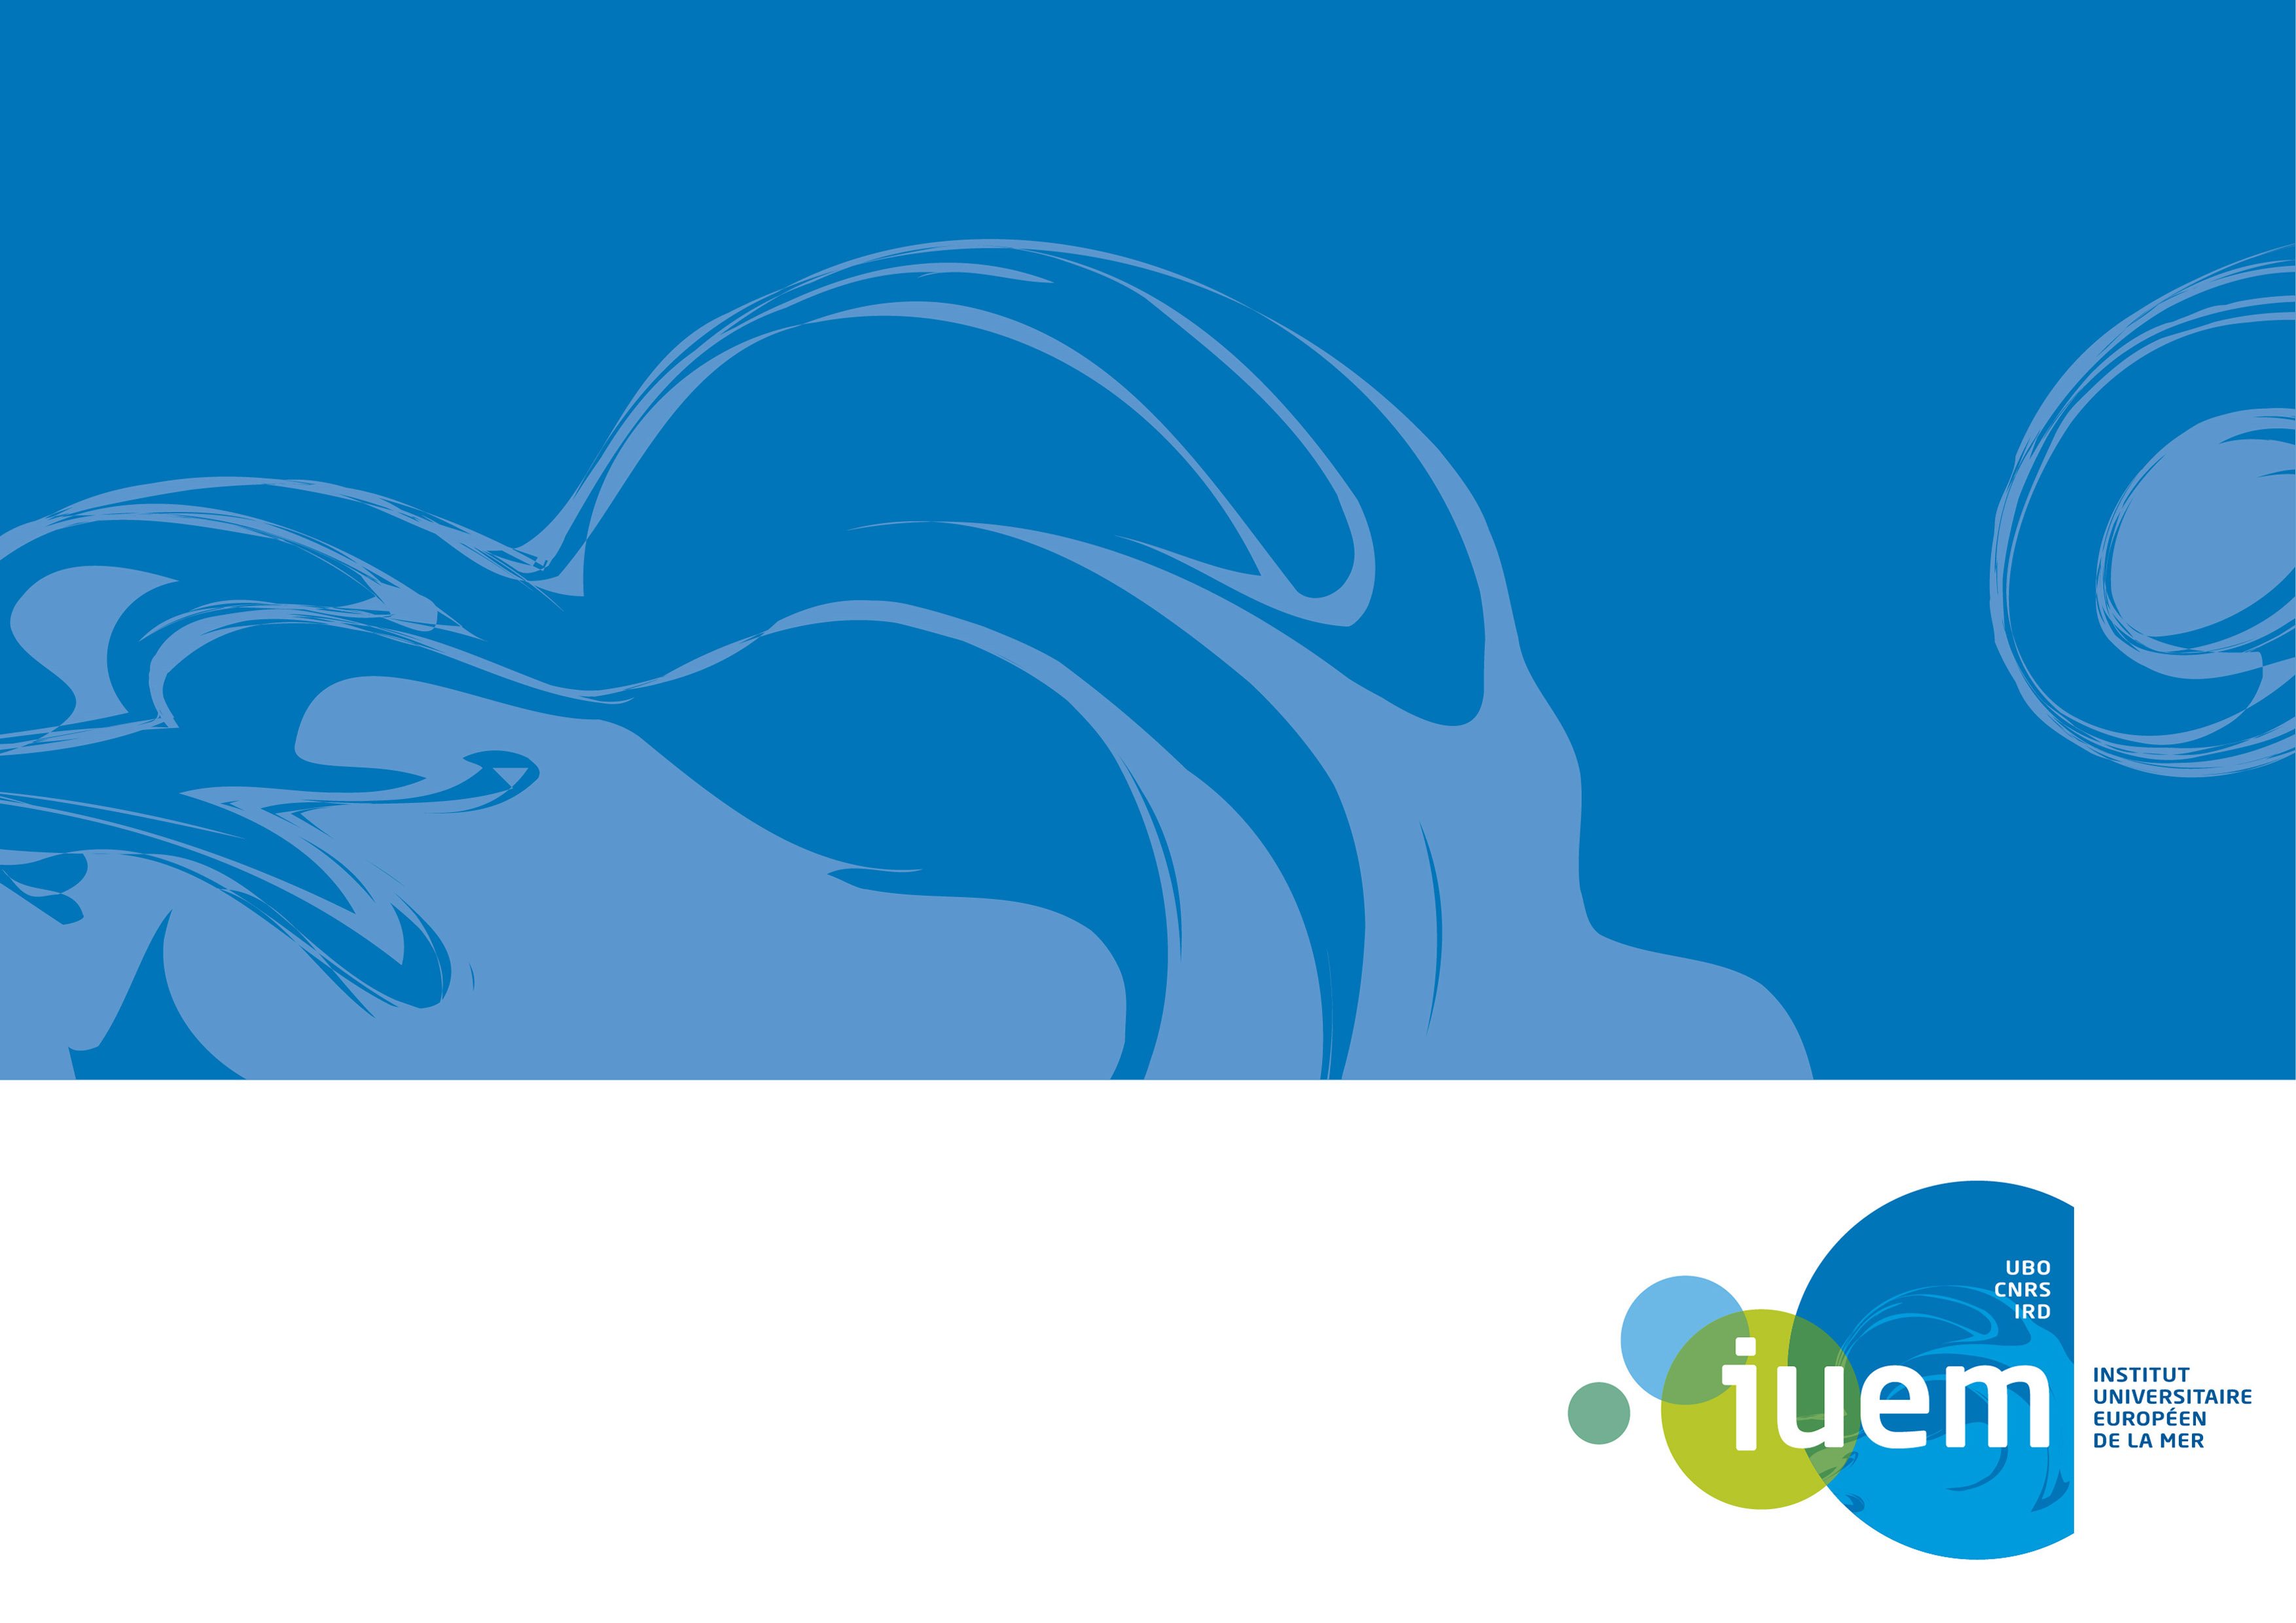 UBO
CNRS
IRD
iuem
INSTITUT
UNIVERSITAIRE
EUROPÉEN
DE LA MER